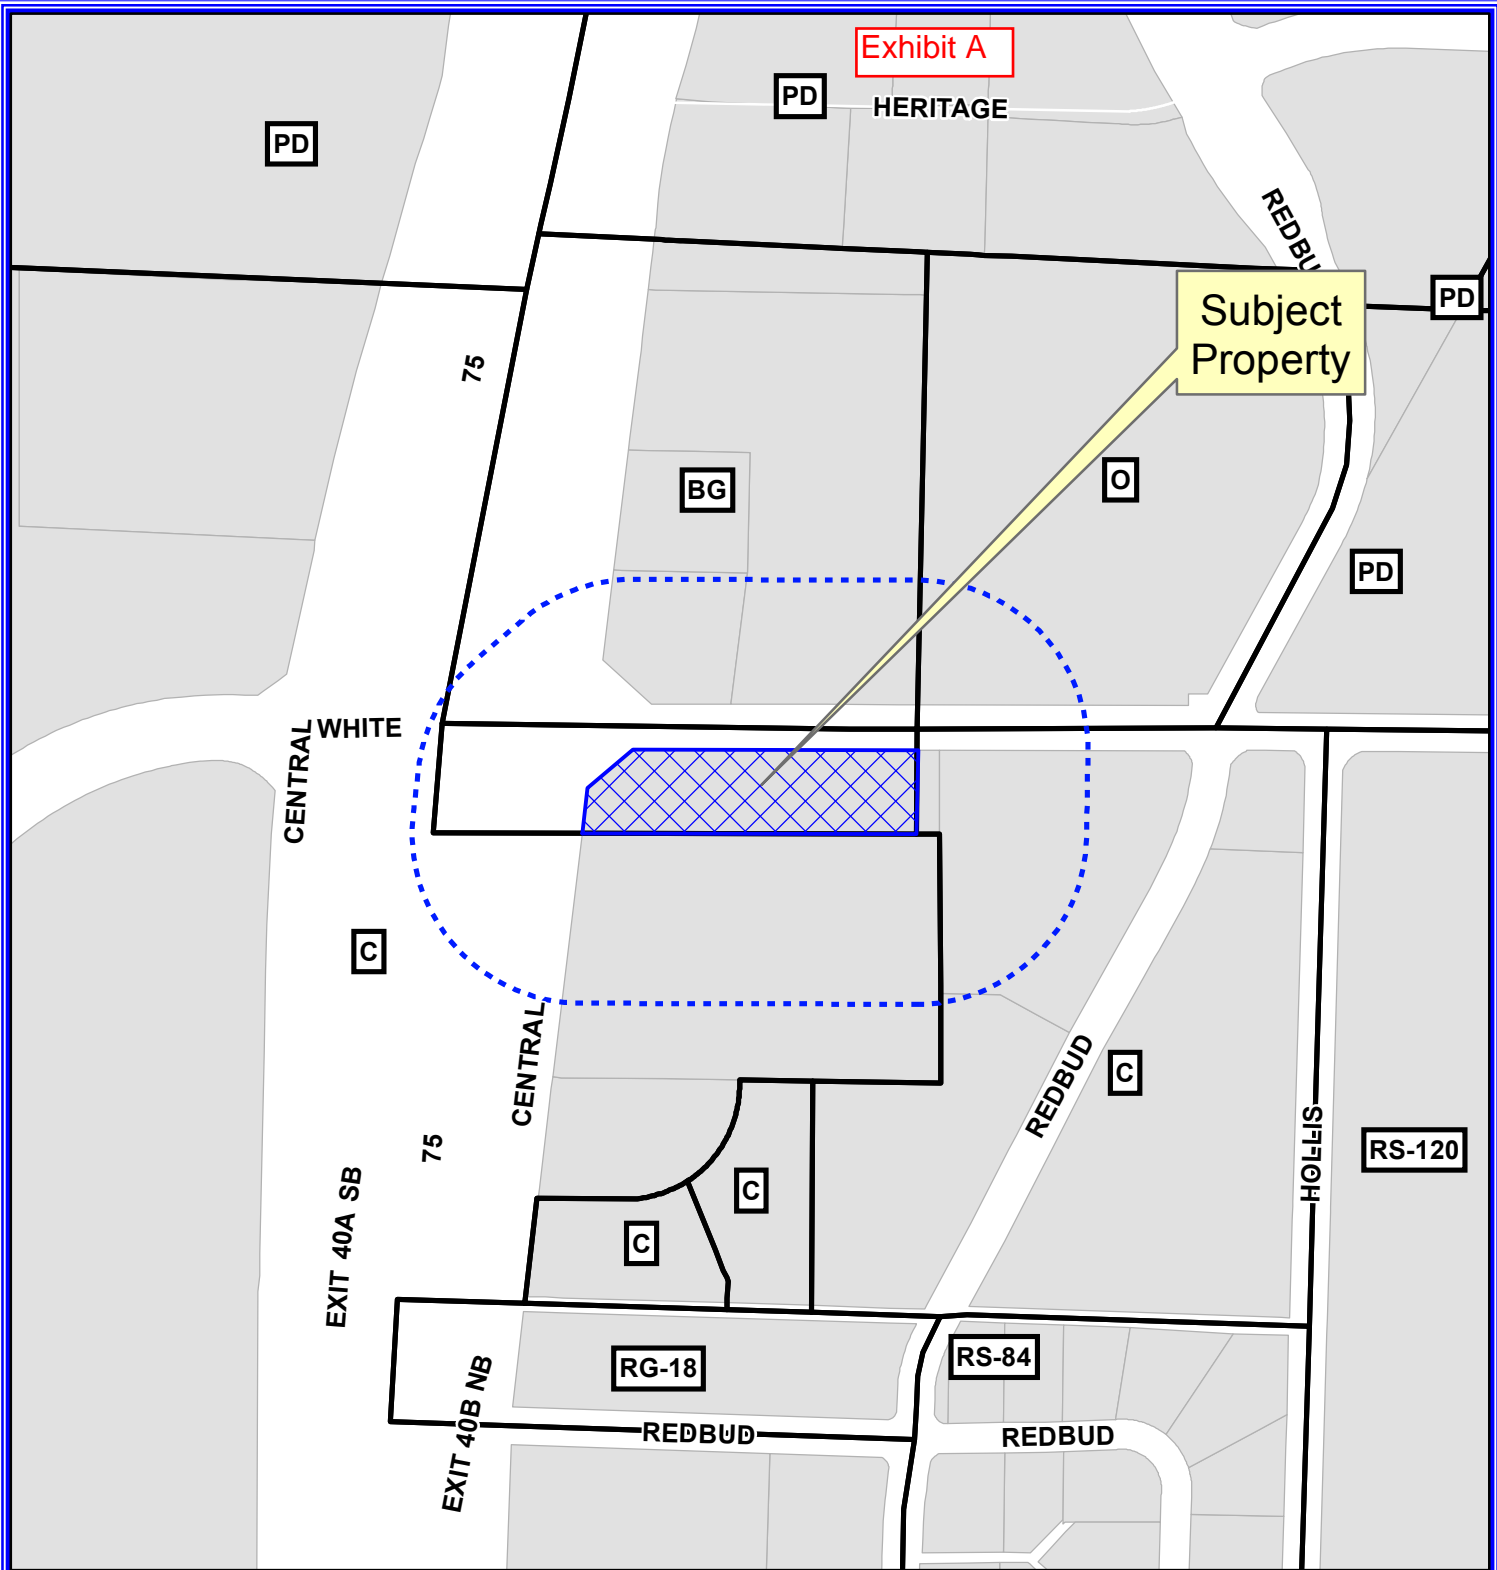 Exhibit A
PD
HERITAGE
PD
REDBU
PD
Subject
Property
75
BG
O
PD
WHITE
CENTRAL
C
CENTRAL
REDBUD
C
HOLLIS
RS-120
75
C
EXIT 40A SB
C
RG-18
RS-84
EXIT 40B NB
REDBUD
REDBUD